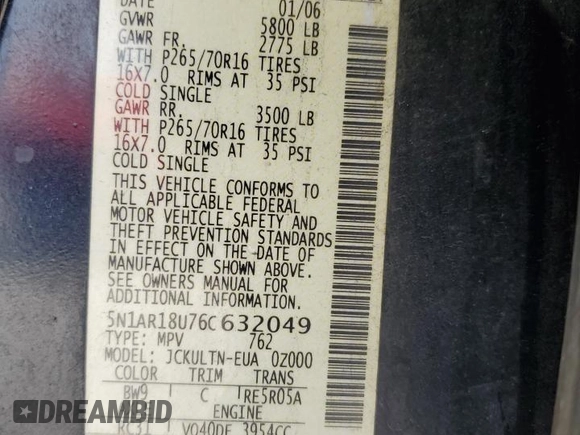 DATE 01/06
GVWR 5800 LB
GAWR FR. 2775 LB
WITH P265/70R16 TIRES
16X7.0 RIMS AT 35 PSI
COLD SINGLE
GAWR RR. 3500 LB
WITH P265/70R16 TIRES
16X7.0 RIMS AT 35 PSI
COLD SINGLE
THIS VEHICLE CONFORMS TO
ALL APPLICABLE FEDERAL
MOTOR VEHICLE SAFETY AND
THEFT PREVENTION STANDARDS
IN EFFECT ON THE DATE OF
MANUFACTURE SHOWN ABOVE.
SEE OWNERS MANUAL FOR
ADDITIONAL INFORMATION
5N1AR18U76C632049
TYPE: MPV 762
MODEL: JCKULTN-EUA 0Z000
COLOR TRIM TRANS
BW9 C RE5R05A
ENGINE
RC31 VQ40DE 3954CC
DREAMBID